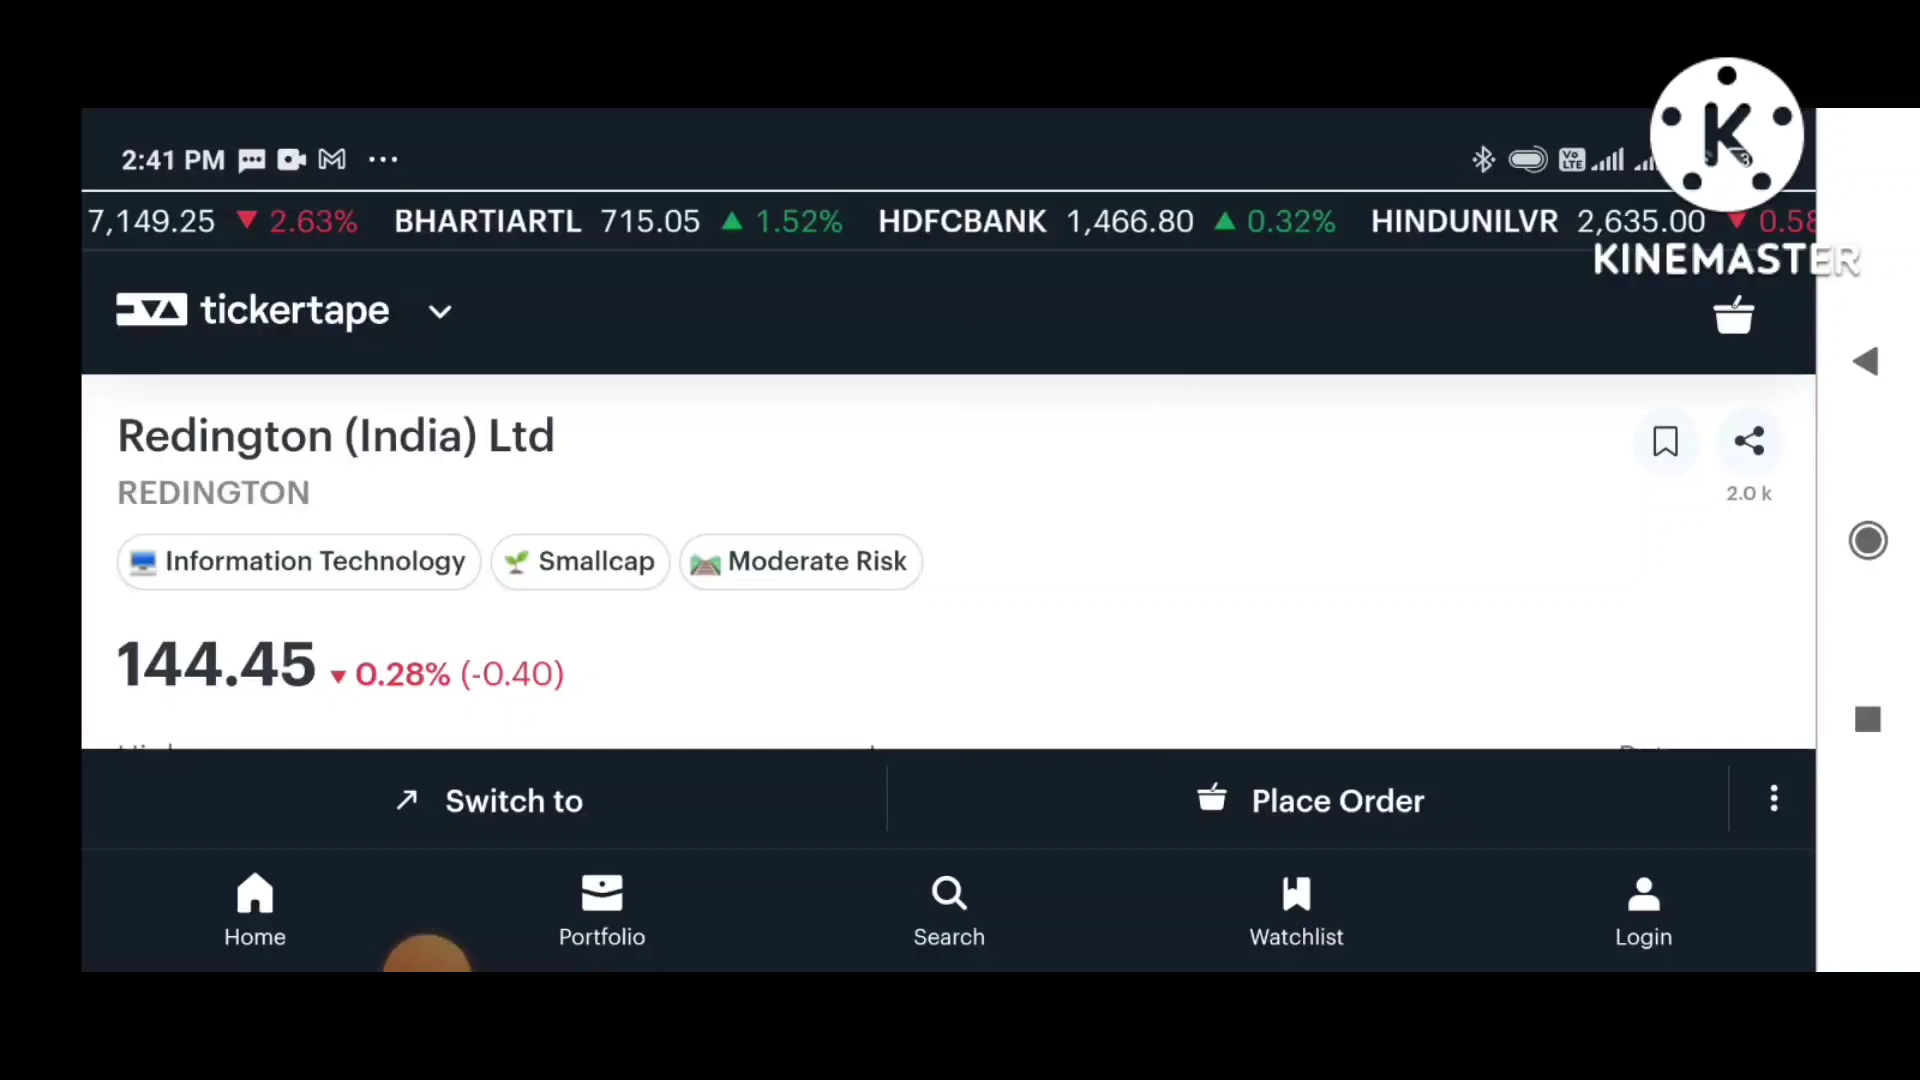 2:41 PM
7,149.25 ▼ 2.63% BHARTIARTL 715.05 ▲ 1.52% HDFCBANK 1,466.80 ▲ 0.32% HINDUNILVR 2,635.00 ▼ 0.58
K
KINEMASTER
tickertape
Redington (India) Ltd
REDINGTON
2.0 k
Information Technology Smallcap Moderate Risk
144.45 ▼ 0.28% (-0.40)
Switch to Place Order
Home Portfolio Search Watchlist Login